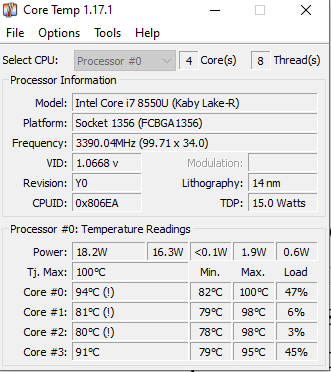 Core Temp 1.17.1
File Options Tools Help
Select CPU: Processor #0 4 Core(s) 8 Thread(s)
Processor Information
Model: Intel Core i7 8550U (Kaby Lake-R)
Platform: Socket 1356 (FCBGA1356)
Frequency: 3390.04MHz (99.71 x 34.0)
VID: 1.0668 v Modulation:
Revision: Y0 Lithography: 14 nm
CPUID: 0x806EA TDP: 15.0 Watts
Processor #0: Temperature Readings
Power: 18.2W 16.3W <0.1W 1.9W 0.6W
Tj. Max: 100°C Min. Max. Load
Core #0: 94°C (!) 82°C 100°C 47%
Core #1: 81°C (!) 79°C 98°C 6%
Core #2: 80°C (!) 78°C 98°C 3%
Core #3: 91°C 79°C 95°C 45%